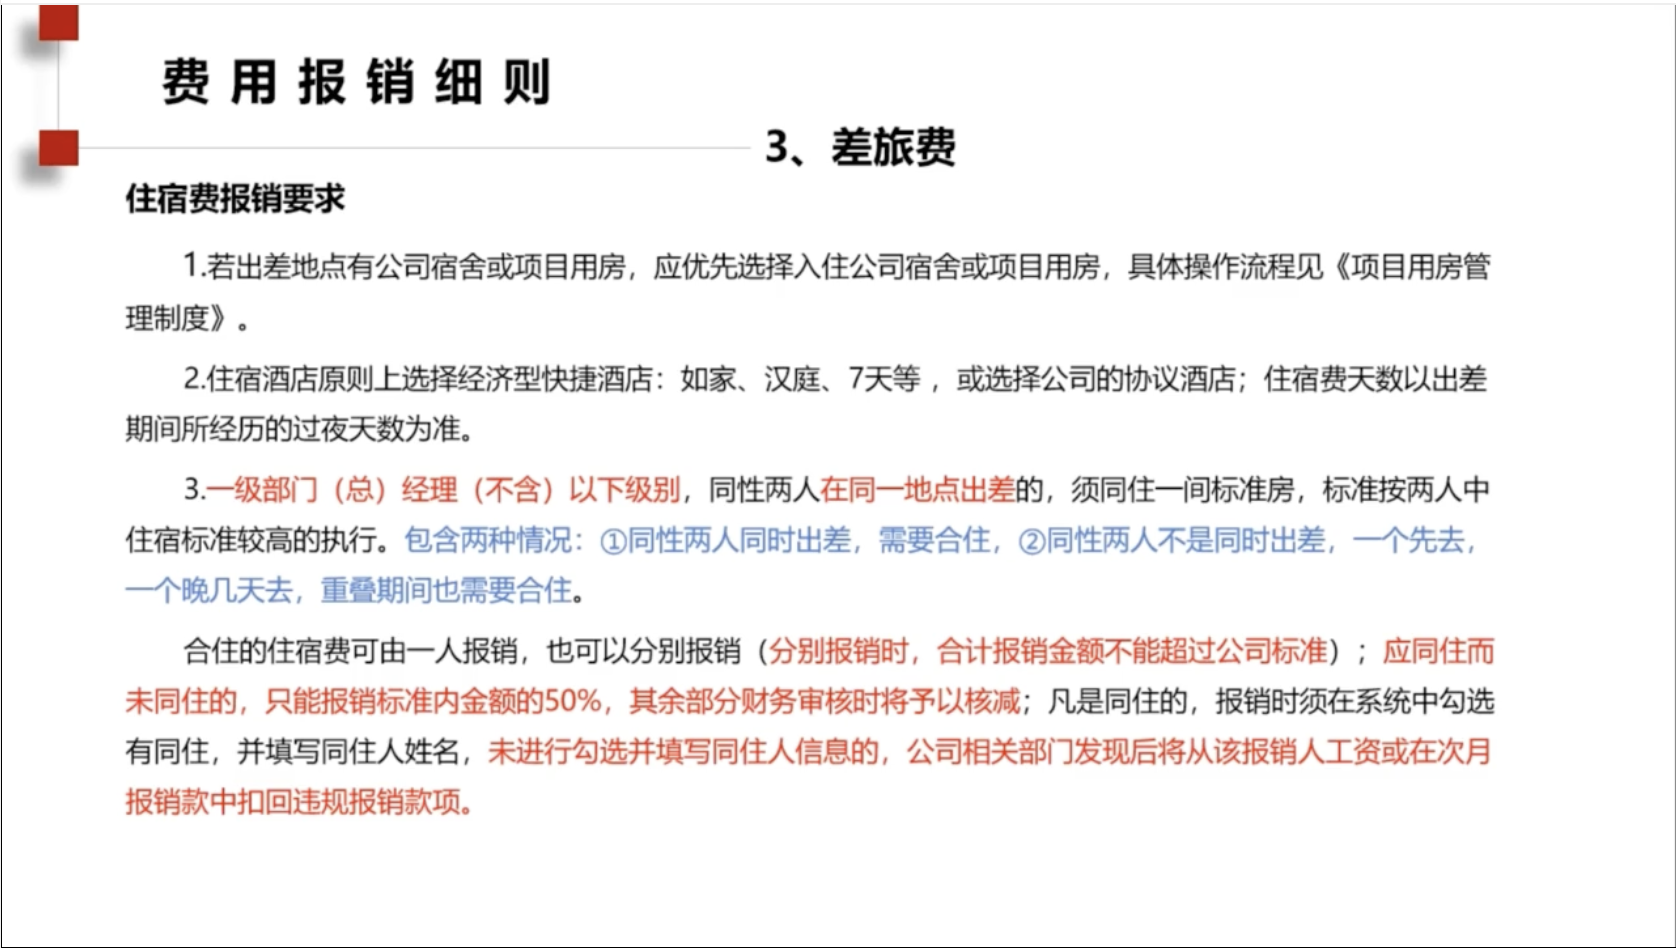 费用报销细则
3、差旅费
住宿费报销要求
1.若出差地点有公司宿舍或项目用房，应优先选择入住公司宿舍或项目用房，具体操作流程见《项目用房管
理制度》。
2.住宿酒店原则上选择经济型快捷酒店：如家、汉庭、7天等，或选择公司的协议酒店；住宿费天数以出差
期间所经历的过夜天数为准。
3.一级部门（总）经理（不含）以下级别，同性两人在同一地点出差的，须同住一间标准房，标准按两人中
住宿标准较高的执行。包含两种情况：①同性两人同时出差，需要合住，②同性两人不是同时出差，一个先去，
一个晚几天去，重叠期间也需要合住。
合住的住宿费可由一人报销，也可以分别报销（分别报销时，合计报销金额不能超过公司标准）；应同住而
未同住的，只能报销标准内金额的50%，其余部分财务审核时将予以核减；凡是同住的，报销时须在系统中勾选
有同住，并填写同住人姓名，未进行勾选并填写同住人信息的，公司相关部门发现后将从该报销人工资或在次月
报销款中扣回违规报销款项。